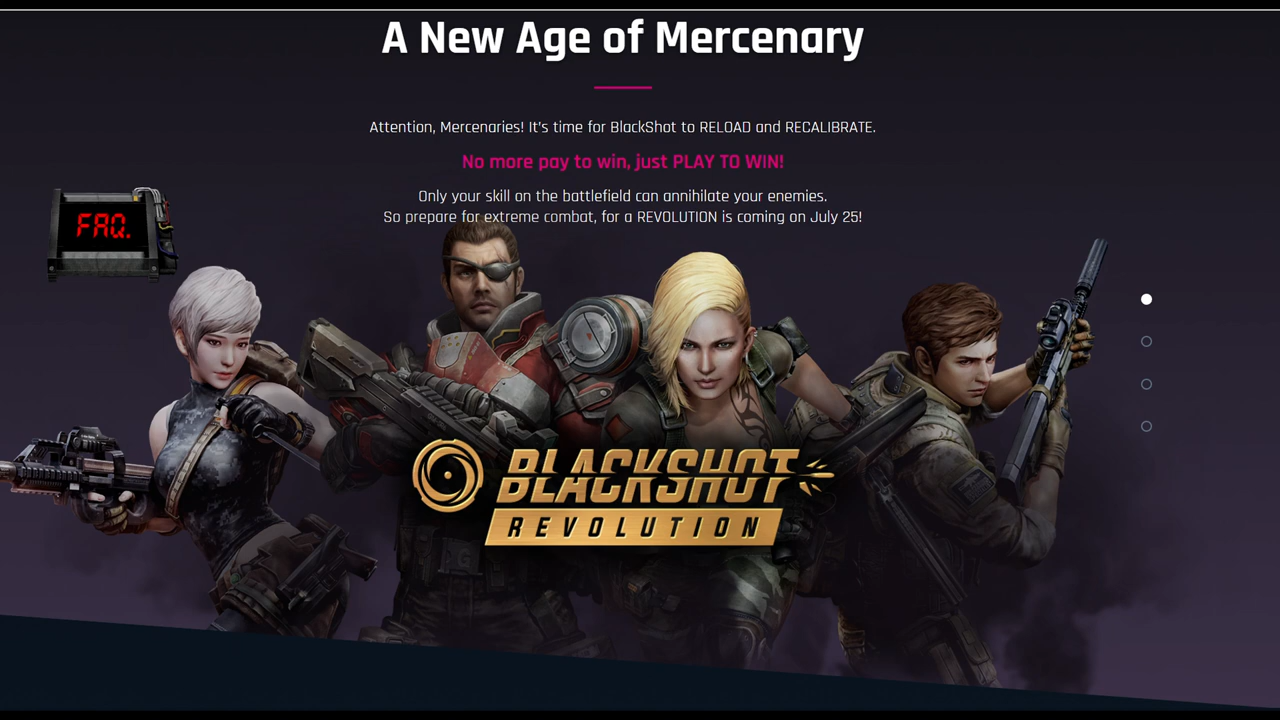 A New Age of Mercenary
Attention, Mercenaries! It's time for BlackShot to RELOAD and RECALIBRATE.
No more pay to win, just PLAY TO WIN!
Only your skill on the battlefield can annihilate your enemies.
So prepare for extreme combat, for a REVOLUTION is coming on July 25!
FAQ.
BLACKSHOT
REVOLUTION